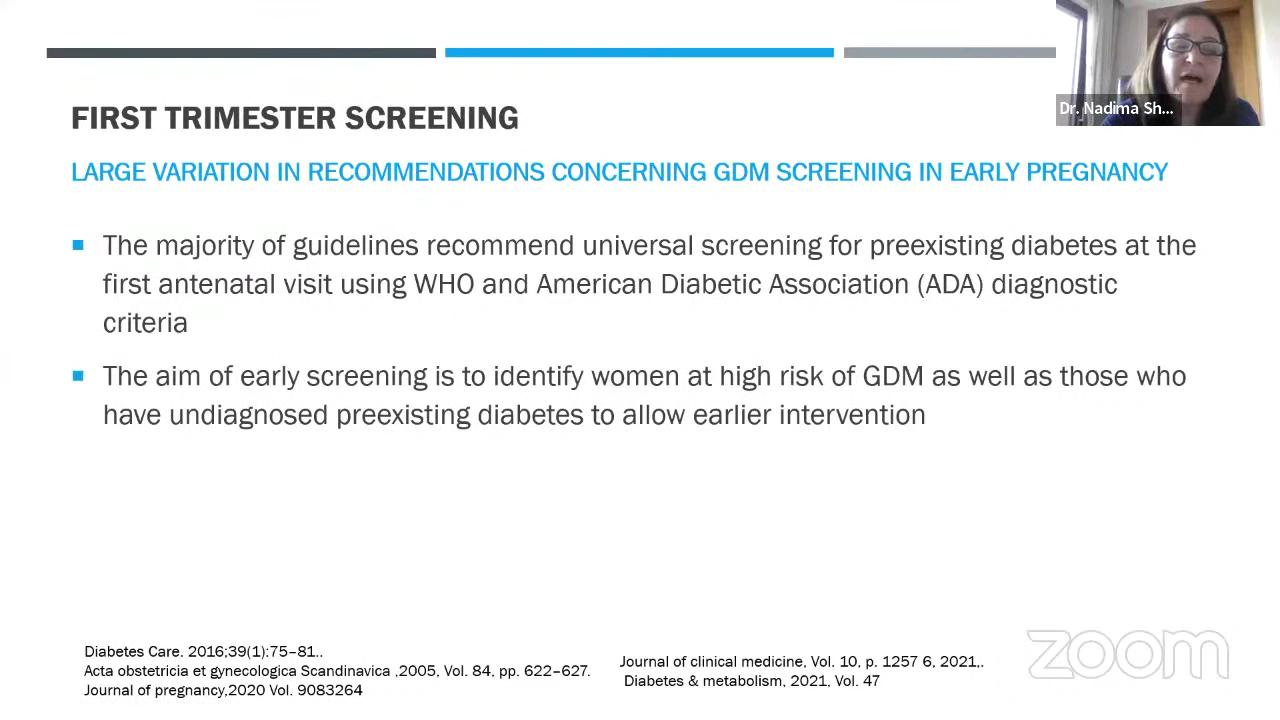 Dr. Nadima Sh...
FIRST TRIMESTER SCREENING
LARGE VARIATION IN RECOMMENDATIONS CONCERNING GDM SCREENING IN EARLY PREGNANCY
The majority of guidelines recommend universal screening for preexisting diabetes at the
first antenatal visit using WHO and American Diabetic Association (ADA) diagnostic
criteria
The aim of early screening is to identify women at high risk of GDM as well as those who
have undiagnosed preexisting diabetes to allow earlier intervention
Diabetes Care. 2016;39(1):75–81..
Acta obstetricia et gynecologica Scandinavica ,2005, Vol. 84, pp. 622–627.
Journal of pregnancy,2020 Vol. 9083264
Journal of clinical medicine, Vol. 10, p. 1257 6, 2021,.
Diabetes & metabolism, 2021, Vol. 47
zoom